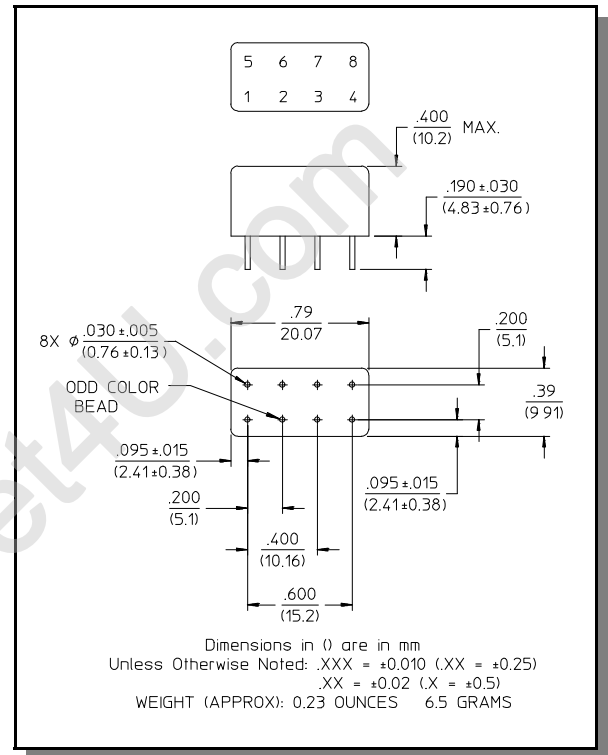 5 6 7 8
1 2 3 4
.400
(10.2) MAX.
.190±.030
(4.83±0.76)
.79
20.07
8X ø .030±.005
(0.76±0.13)
.200
(5.1)
ODD COLOR
BEAD
.39
(9 91)
.095±.015
(2.41±0.38)
.095±.015
(2.41±0.38)
.200
(5.1)
.400
(10.16)
.600
(15.2)
Dimensions in () are in mm
Unless Otherwise Noted: .XXX = ±0.010 (.XX = ±0.25)
.XX = ±0.02 (.X = ±0.5)
WEIGHT (APPROX): 0.23 OUNCES 6.5 GRAMS
et4U.com